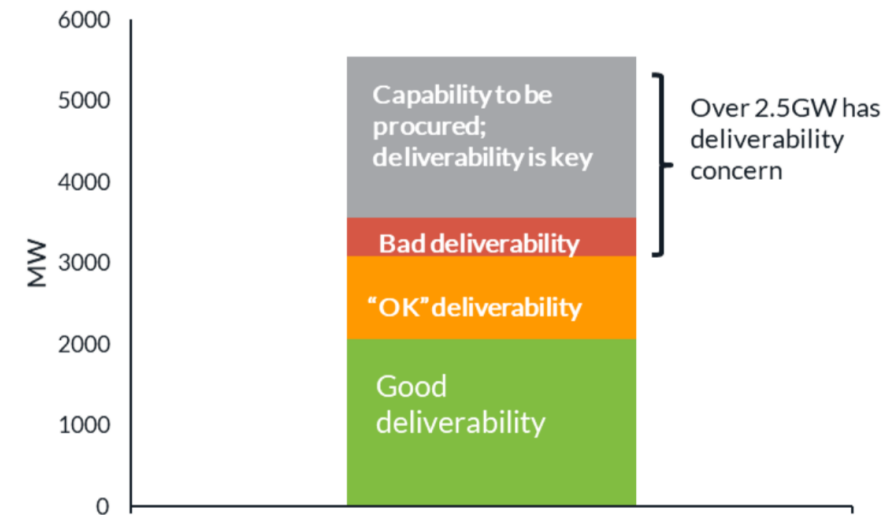 6000
5000
4000
3000
2000
1000
0
MW
Capability to be
procured;
deliverability is key
Bad deliverability
“OK” deliverability
Good
deliverability
Over 2.5GW has
deliverability
concern